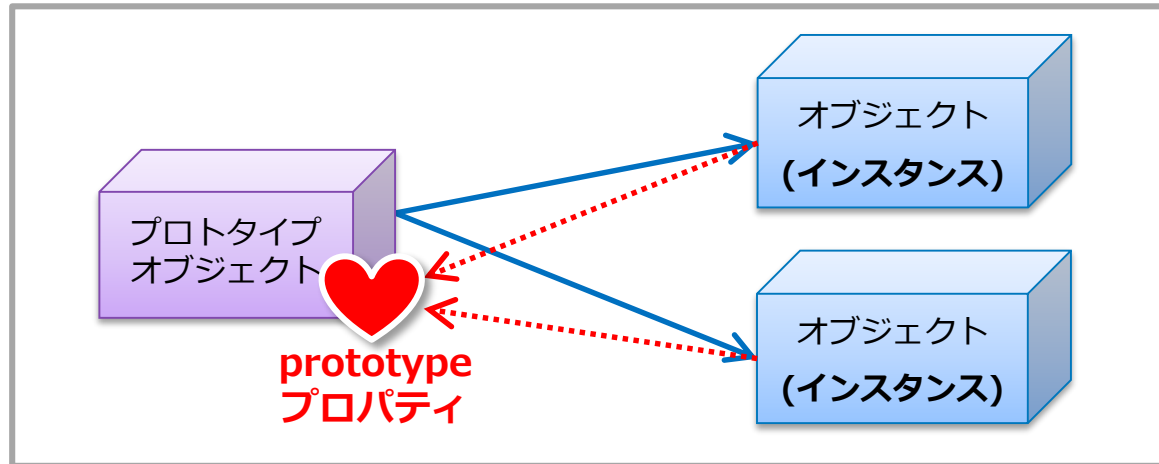 プロトタイプ
オブジェクト
prototype
プロパティ
オブジェクト
(インスタンス)
オブジェクト
(インスタンス)